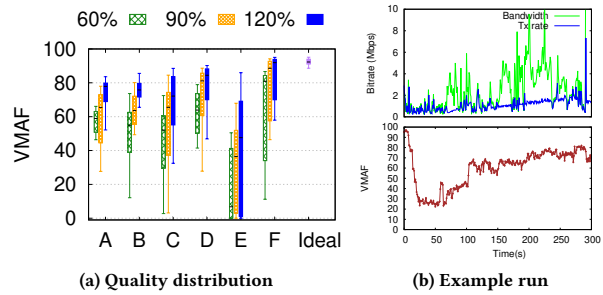 60% 90% 120%
VMAF
100
80
60
40
20
0
A B C D E F Ideal
(a) Quality distribution
Bitrate (Mbps)
10
8
6
4
2
0
Bandwidth
Tx rate
VMAF
100
90
80
70
60
50
40
30
20
10
0
0 50 100 150 200 250 300
Time(s)
(b) Example run